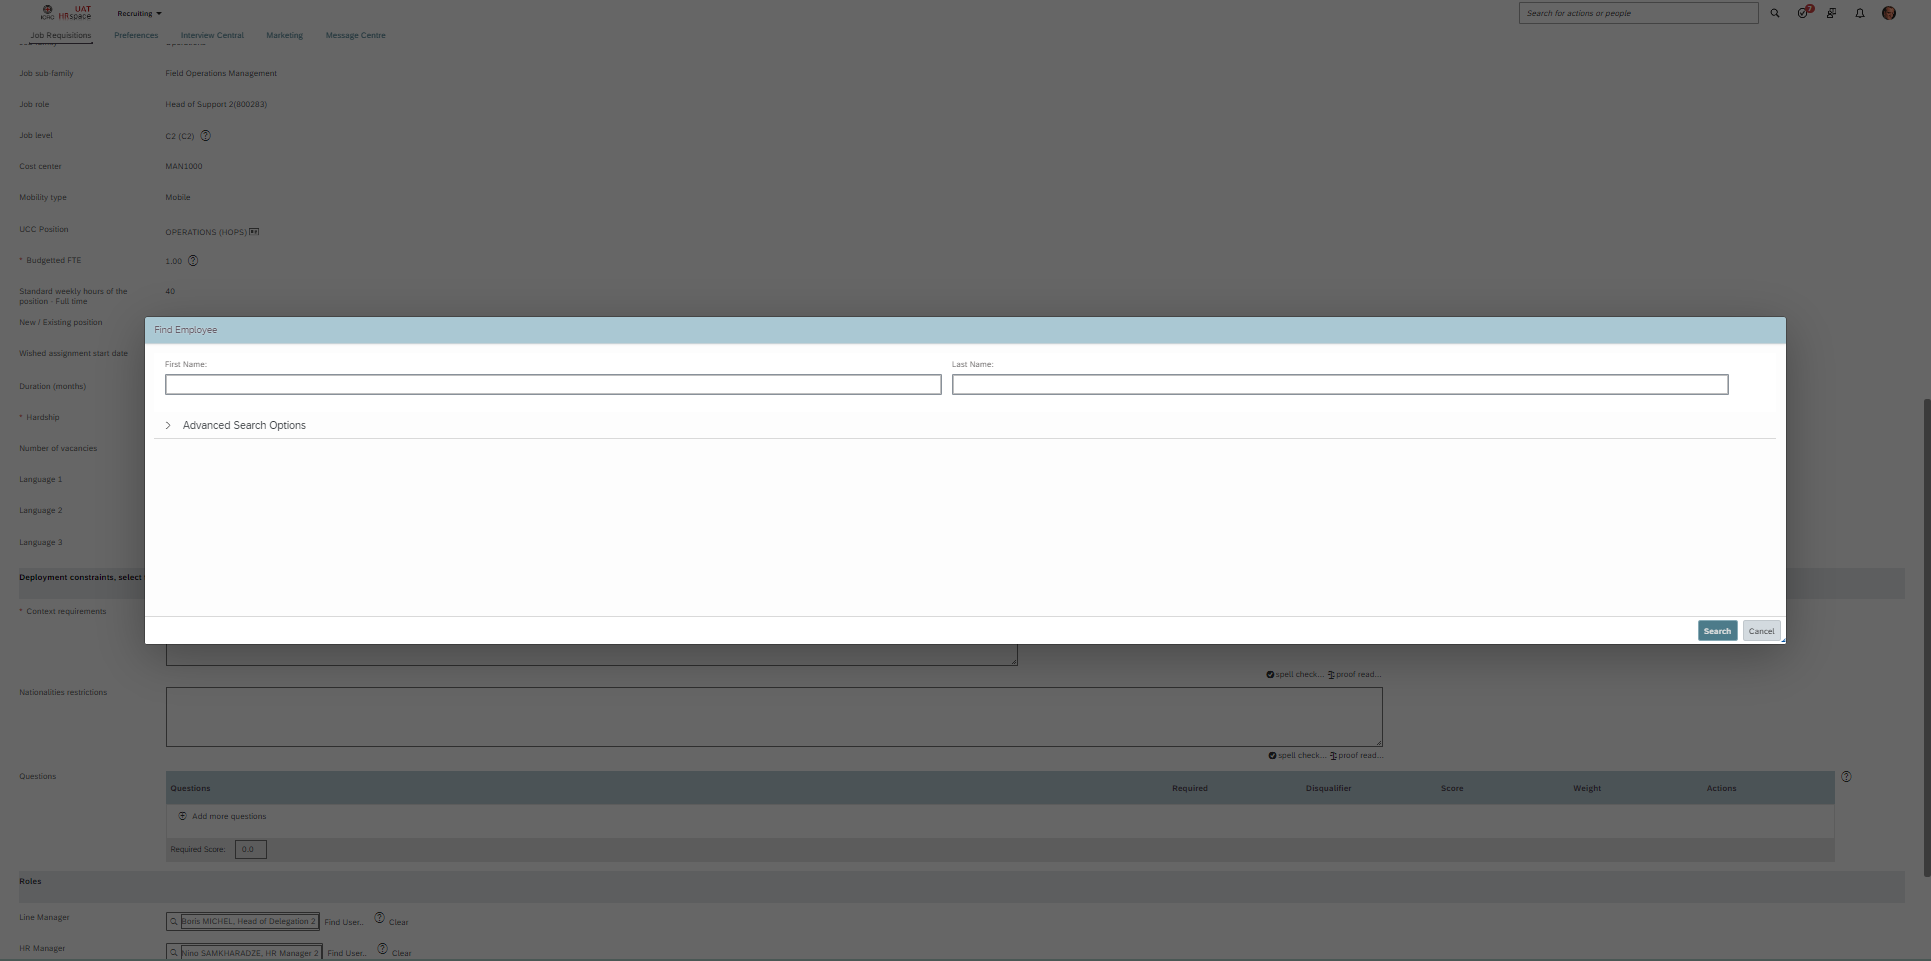 ICRC UAT HRspace Recruiting Search for actions or people 7
Job Requisitions Preferences Interview Central Marketing Message Centre
Job sub-family Field Operations Management
Job role Head of Support 2(800283)
Job level C2 (C2)
Cost center MAN1000
Mobility type Mobile
UCC Position OPERATIONS (HOPS)
* Budgetted FTE 1.00
Standard weekly hours of the 40
position - Full time
New / Existing position
Find Employee
Wished assignment start date
First Name: Last Name:
Duration (months)
* Hardship
Advanced Search Options
Number of vacancies
Language 1
Language 2
Language 3
Deployment constraints, select
* Context requirements
Search Cancel
spell check... proof read...
Nationalities restrictions
spell check... proof read...
Questions
Questions Required Disqualifier Score Weight Actions
Add more questions
Required Score: 0.0
Roles
Line Manager Boris MICHEL, Head of Delegation 2 Find User.. Clear
HR Manager Nino SAMKHARADZE, HR Manager 2 Find User.. Clear